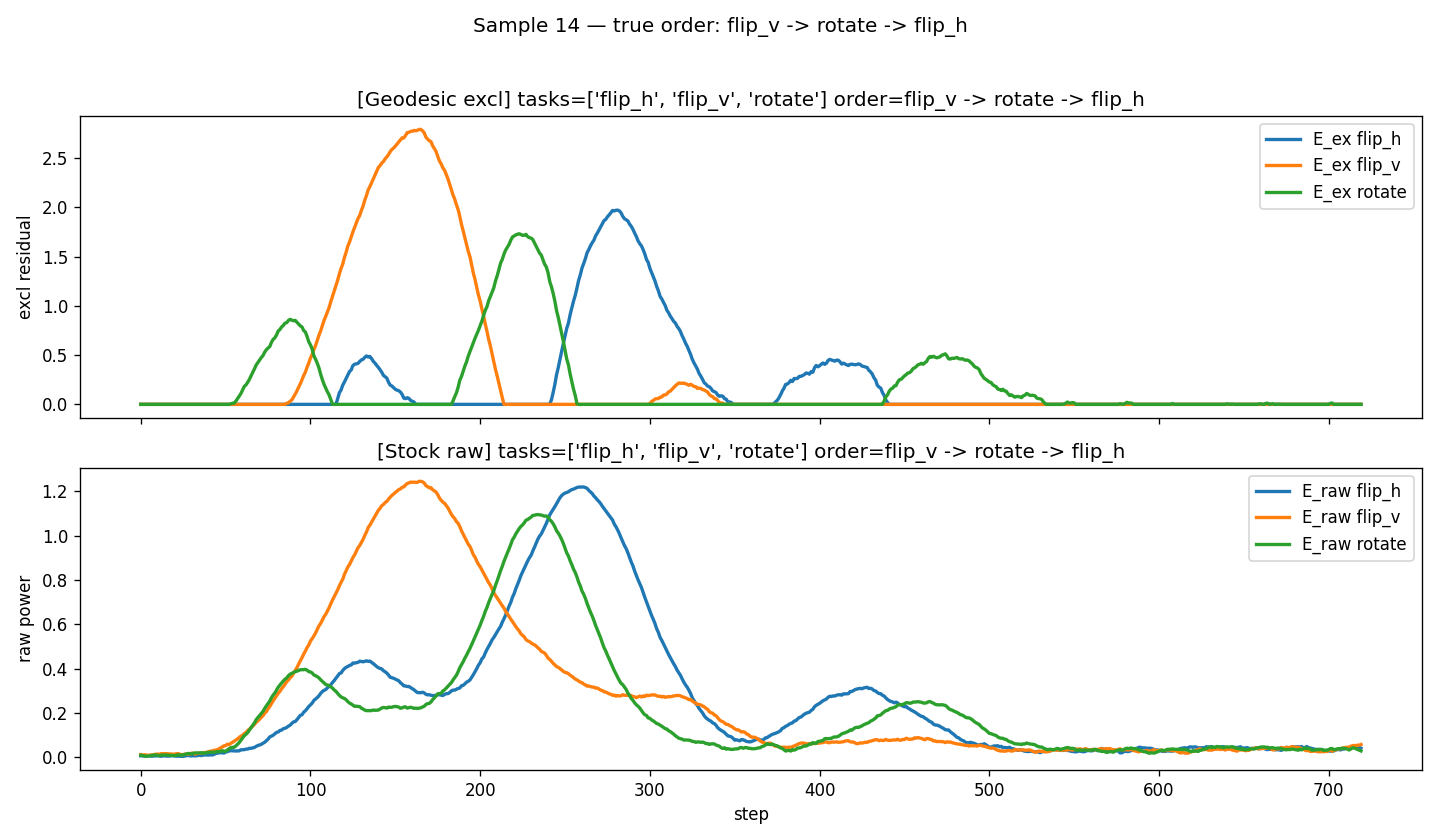 Sample 14 — true order: flip_v -> rotate -> flip_h
[Geodesic excl] tasks=['flip_h', 'flip_v', 'rotate'] order=flip_v -> rotate -> flip_h
excl residual
2.5
2.0
1.5
1.0
0.5
0.0
E_ex flip_h
E_ex flip_v
E_ex rotate
[Stock raw] tasks=['flip_h', 'flip_v', 'rotate'] order=flip_v -> rotate -> flip_h
raw power
1.2
1.0
0.8
0.6
0.4
0.2
0.0
E_raw flip_h
E_raw flip_v
E_raw rotate
0 100 200 300 400 500 600 700
step